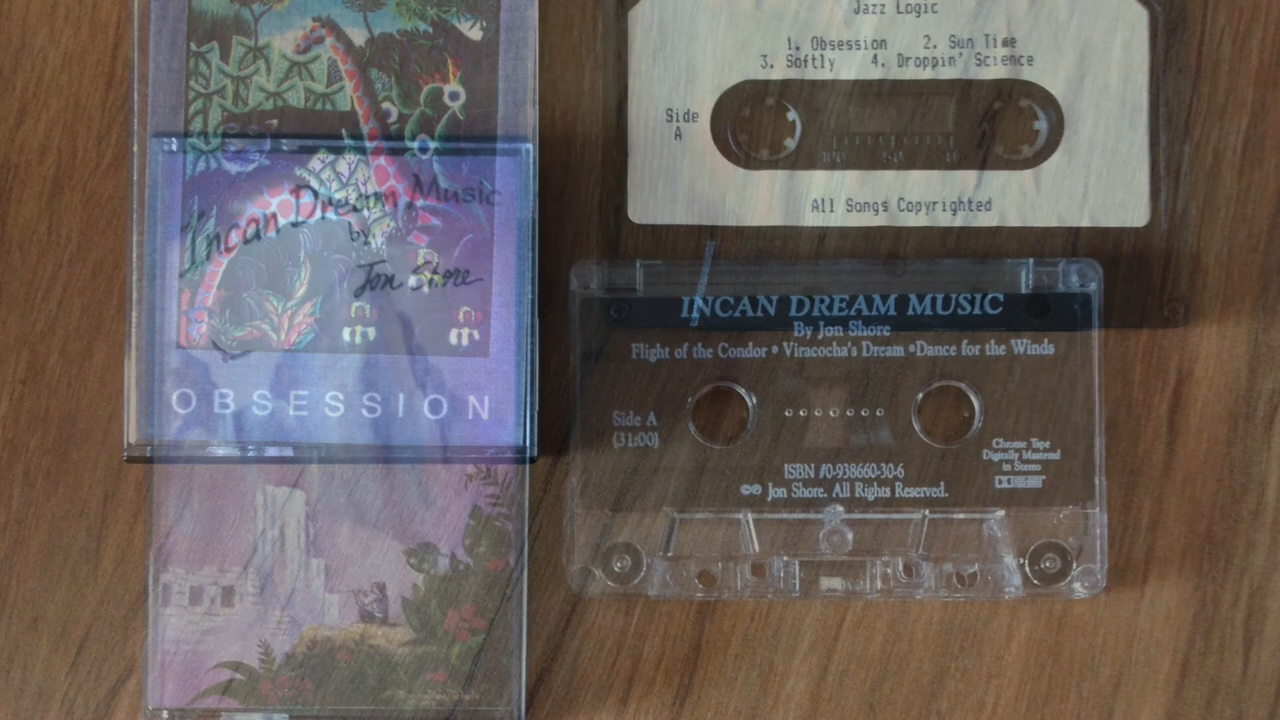 Incan Dream Music
by
Jon Shore
OBSESSION
Jazz Logic
1. Obsession 2. Sun Time
3. Softly 4. Droppin' Science
Side
A
All Songs Copyrighted
INCAN DREAM MUSIC
By Jon Shore
Flight of the Condor • Viracocha's Dream •Dance for the Winds
Side A
(31:00)
Chrome Tape
Digitally Mastered
in Stereo
ISBN #0-938660-30-6
©℗ Jon Shore. All Rights Reserved.